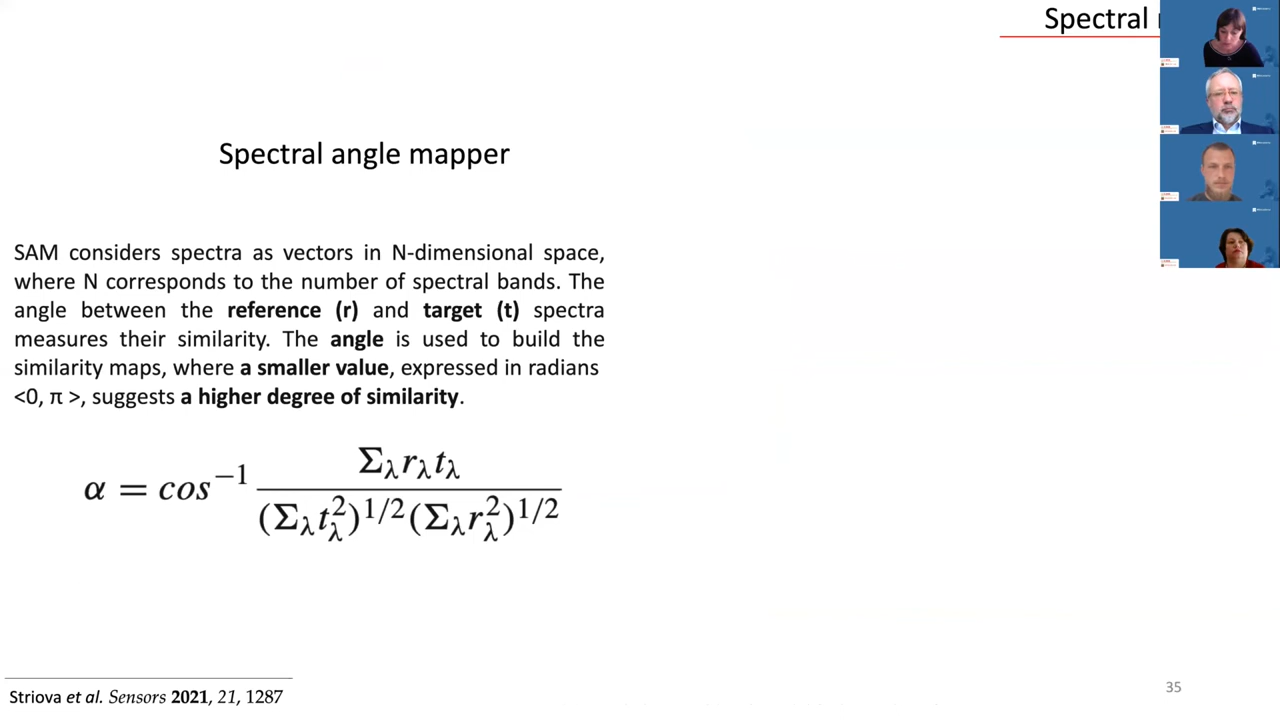 Spectral
Spectral angle mapper
SAM considers spectra as vectors in N-dimensional space,
where N corresponds to the number of spectral bands. The
angle between the reference (r) and target (t) spectra
measures their similarity. The angle is used to build the
similarity maps, where a smaller value, expressed in radians
<0, π >, suggests a higher degree of similarity.
α = cos⁻¹ Σλ rλ tλ / (Σλ tλ²)^1/2 (Σλ rλ²)^1/2
35
Striova et al. Sensors 2021, 21, 1287